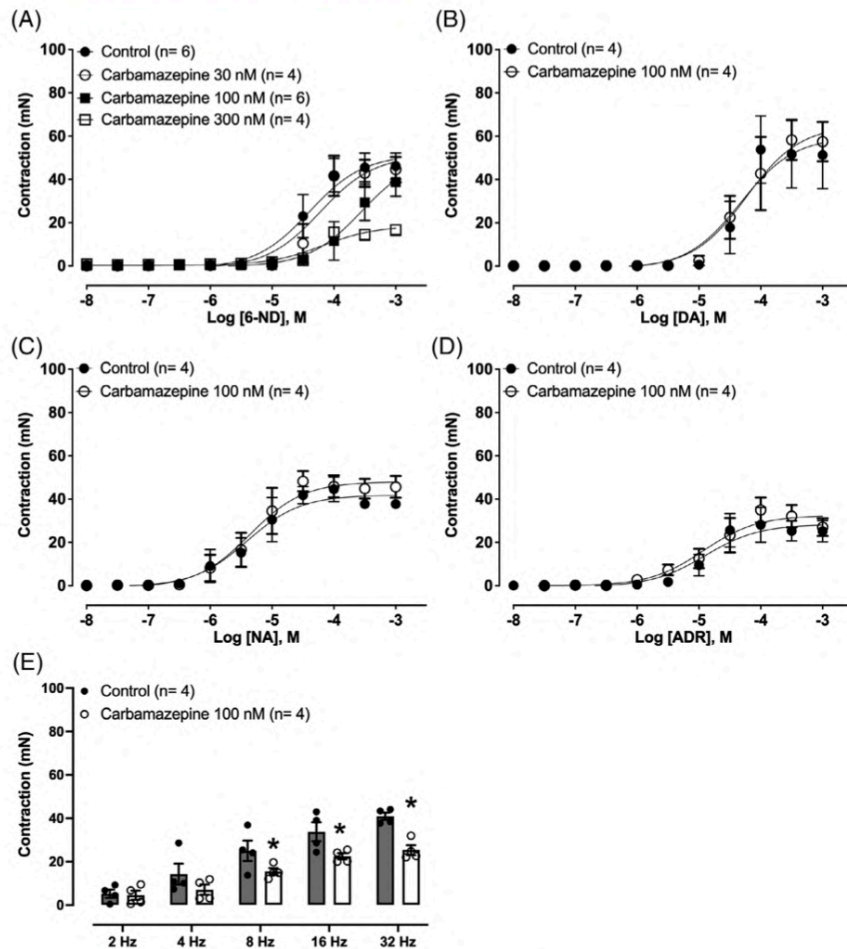 (A)
Control (n= 6)
Carbamazepine 30 nM (n= 4)
Carbamazepine 100 nM (n= 6)
Carbamazepine 300 nM (n= 4)
100
80
60
40
20
0
Contraction (mN)
-8 -7 -6 -5 -4 -3
Log [6-ND], M
(B)
Control (n= 4)
Carbamazepine 100 nM (n= 4)
100
80
60
40
20
0
Contraction (mN)
-8 -7 -6 -5 -4 -3
Log [DA], M
(C)
Control (n= 4)
Carbamazepine 100 nM (n= 4)
100
80
60
40
20
0
Contraction (mN)
-8 -7 -6 -5 -4 -3
Log [NA], M
(D)
Control (n= 4)
Carbamazepine 100 nM (n= 4)
100
80
60
40
20
0
Contraction (mN)
-8 -7 -6 -5 -4 -3
Log [ADR], M
(E)
Control (n= 4)
Carbamazepine 100 nM (n= 4)
100
80
60
40
20
0
Contraction (mN)
* * *
2 Hz 4 Hz 8 Hz 16 Hz 32 Hz